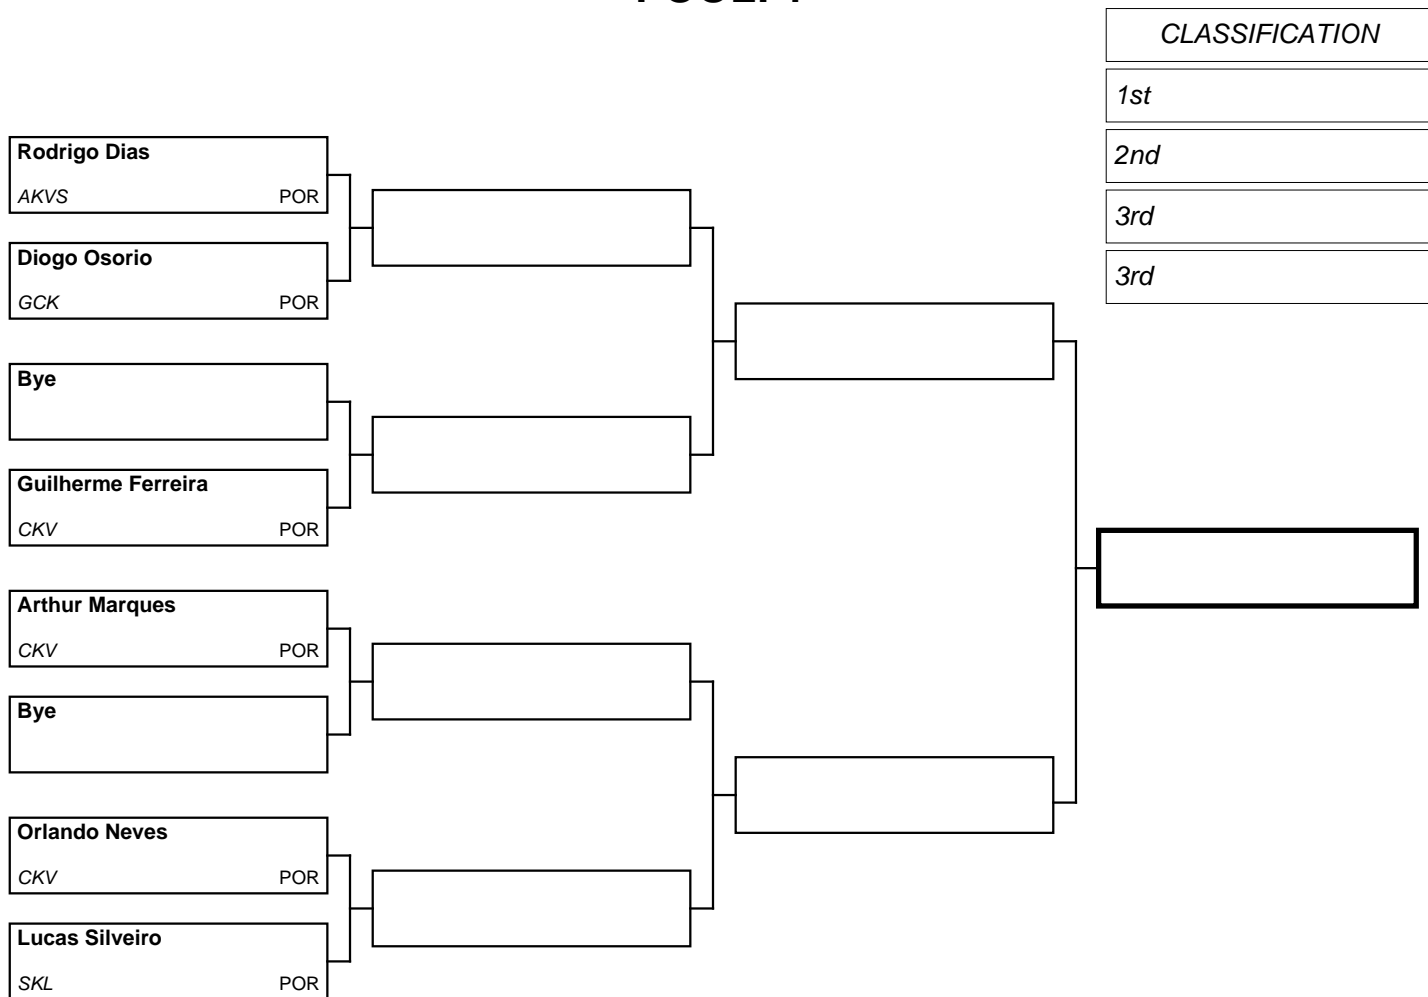 CLASSIFICATION
1st
2nd
3rd
3rd
Rodrigo Dias
AKVS POR
Diogo Osorio
GCK POR
Bye
Guilherme Ferreira
CKV POR
Arthur Marques
CKV POR
Bye
Orlando Neves
CKV POR
Lucas Silveiro
SKL POR